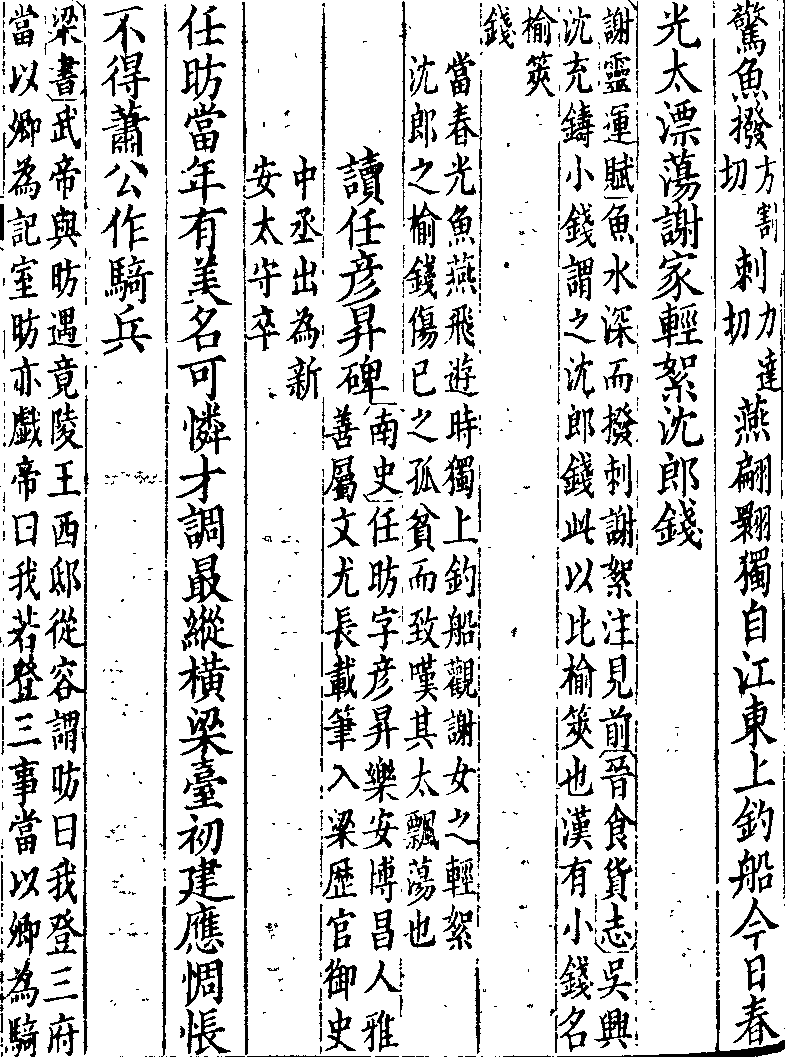 驚魚撥方割切刺力達切燕翩翾獨自江東上釣船今日春
光太漂蕩謝家輕絮沈郎錢
謝靈運賦魚水深而撥刺謝絮注見前晉食貨志吳興
沈充鑄小錢謂之沈郎錢此以比榆莢也漢有小錢名
榆莢
錢
當春光魚燕飛遊時獨上釣船觀謝女之輕絮
沈郎之榆錢傷已之孤貧而致嘆其太飄蕩也
讀任彥昇碑南史任昉字彥昇樂安博昌人雅
善屬文尤長載筆入梁歴官御史
中丞出為新
安太守卒
任昉當年有美名可憐才調最縱橫梁臺初建應惆悵
不得蕭公作騎兵
梁書武帝與昉遇竟陵王西邸從容謂昉曰我登三府
當以卿為記室昉亦戲帝曰我若登三事當以卿為騎